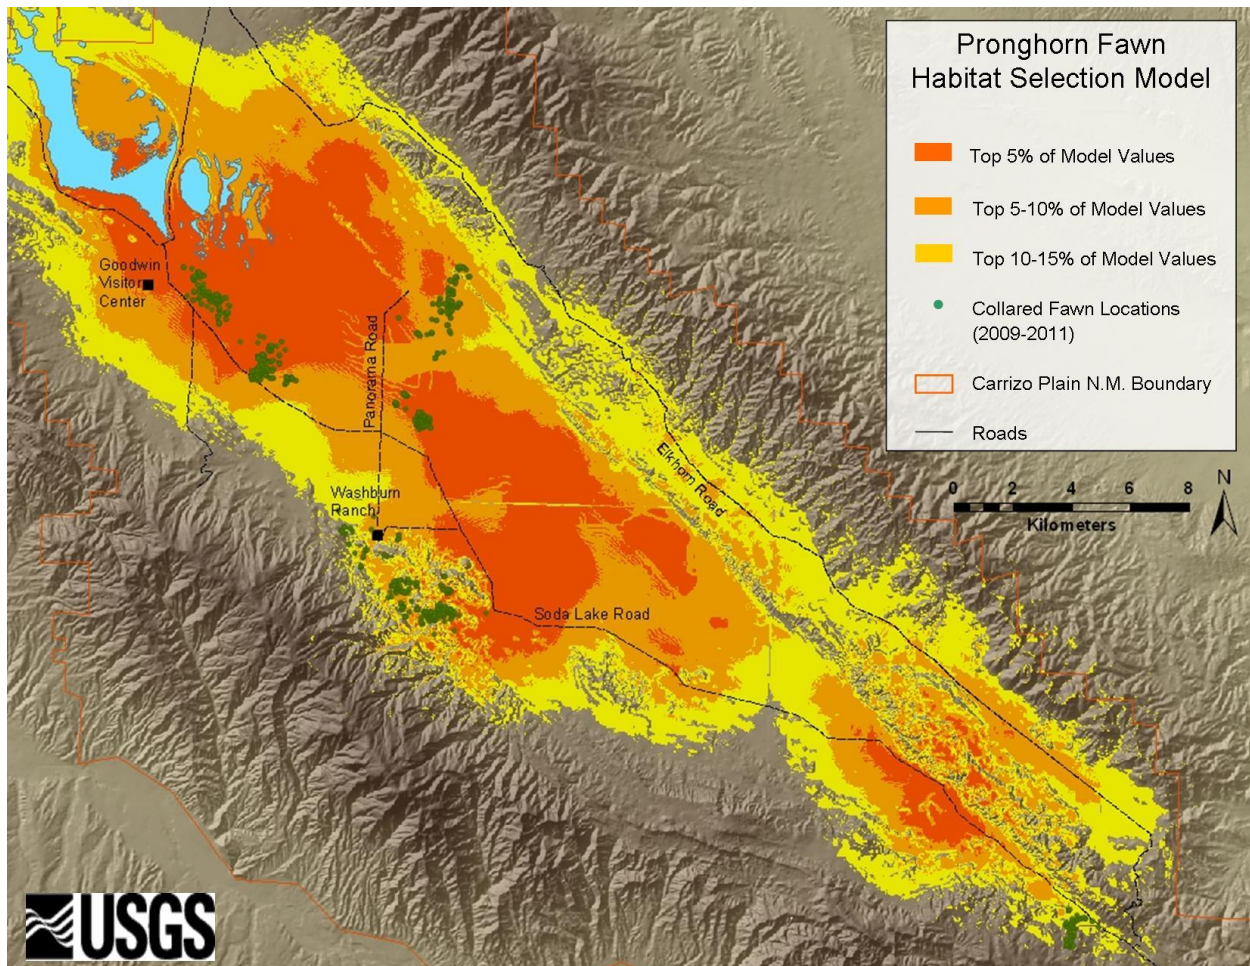 Pronghorn Fawn
Habitat Selection Model
Top 5% of Model Values
Top 5-10% of Model Values
Top 10-15% of Model Values
Collared Fawn Locations
(2009-2011)
Carrizo Plain N.M. Boundary
Roads
Goodwin
Visitor
Center
Panorama Road
Washburn
Ranch
Elkhorn Road
Soda Lake Road
N
0 2 4 6 8
Kilometers
USGS